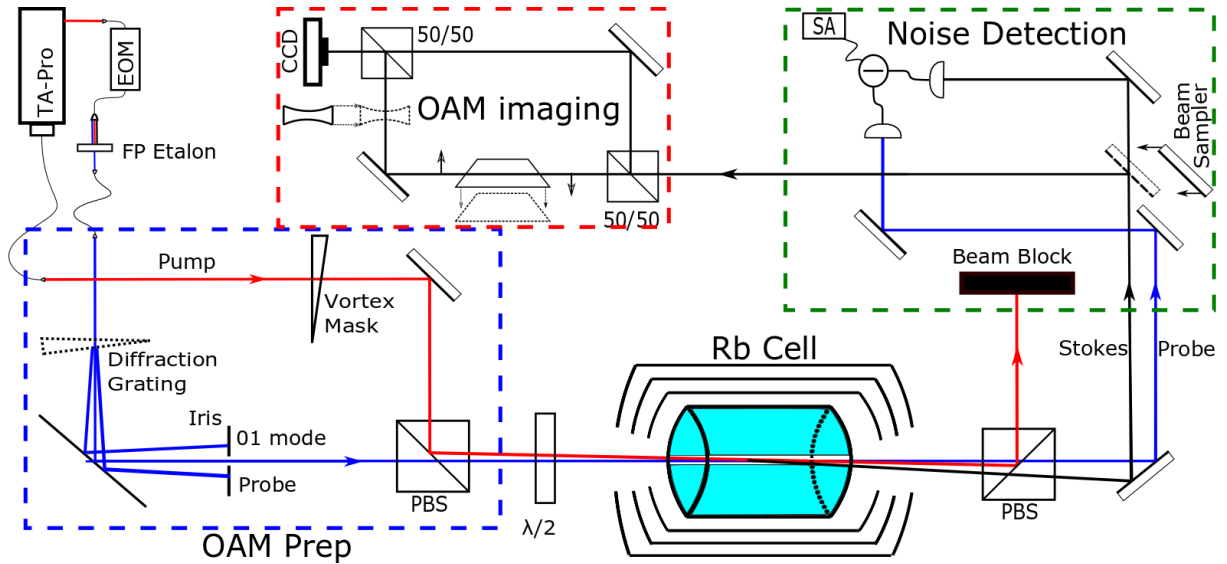 TA-Pro
EOM
FP Etalon
CCD
50/50
OAM imaging
50/50
SA
Noise Detection
Beam
Sampler
Pump
Vortex
Mask
Diffraction
Grating
Iris
01 mode
Probe
PBS
OAM Prep
λ/2
Rb Cell
Beam Block
Stokes
Probe
PBS